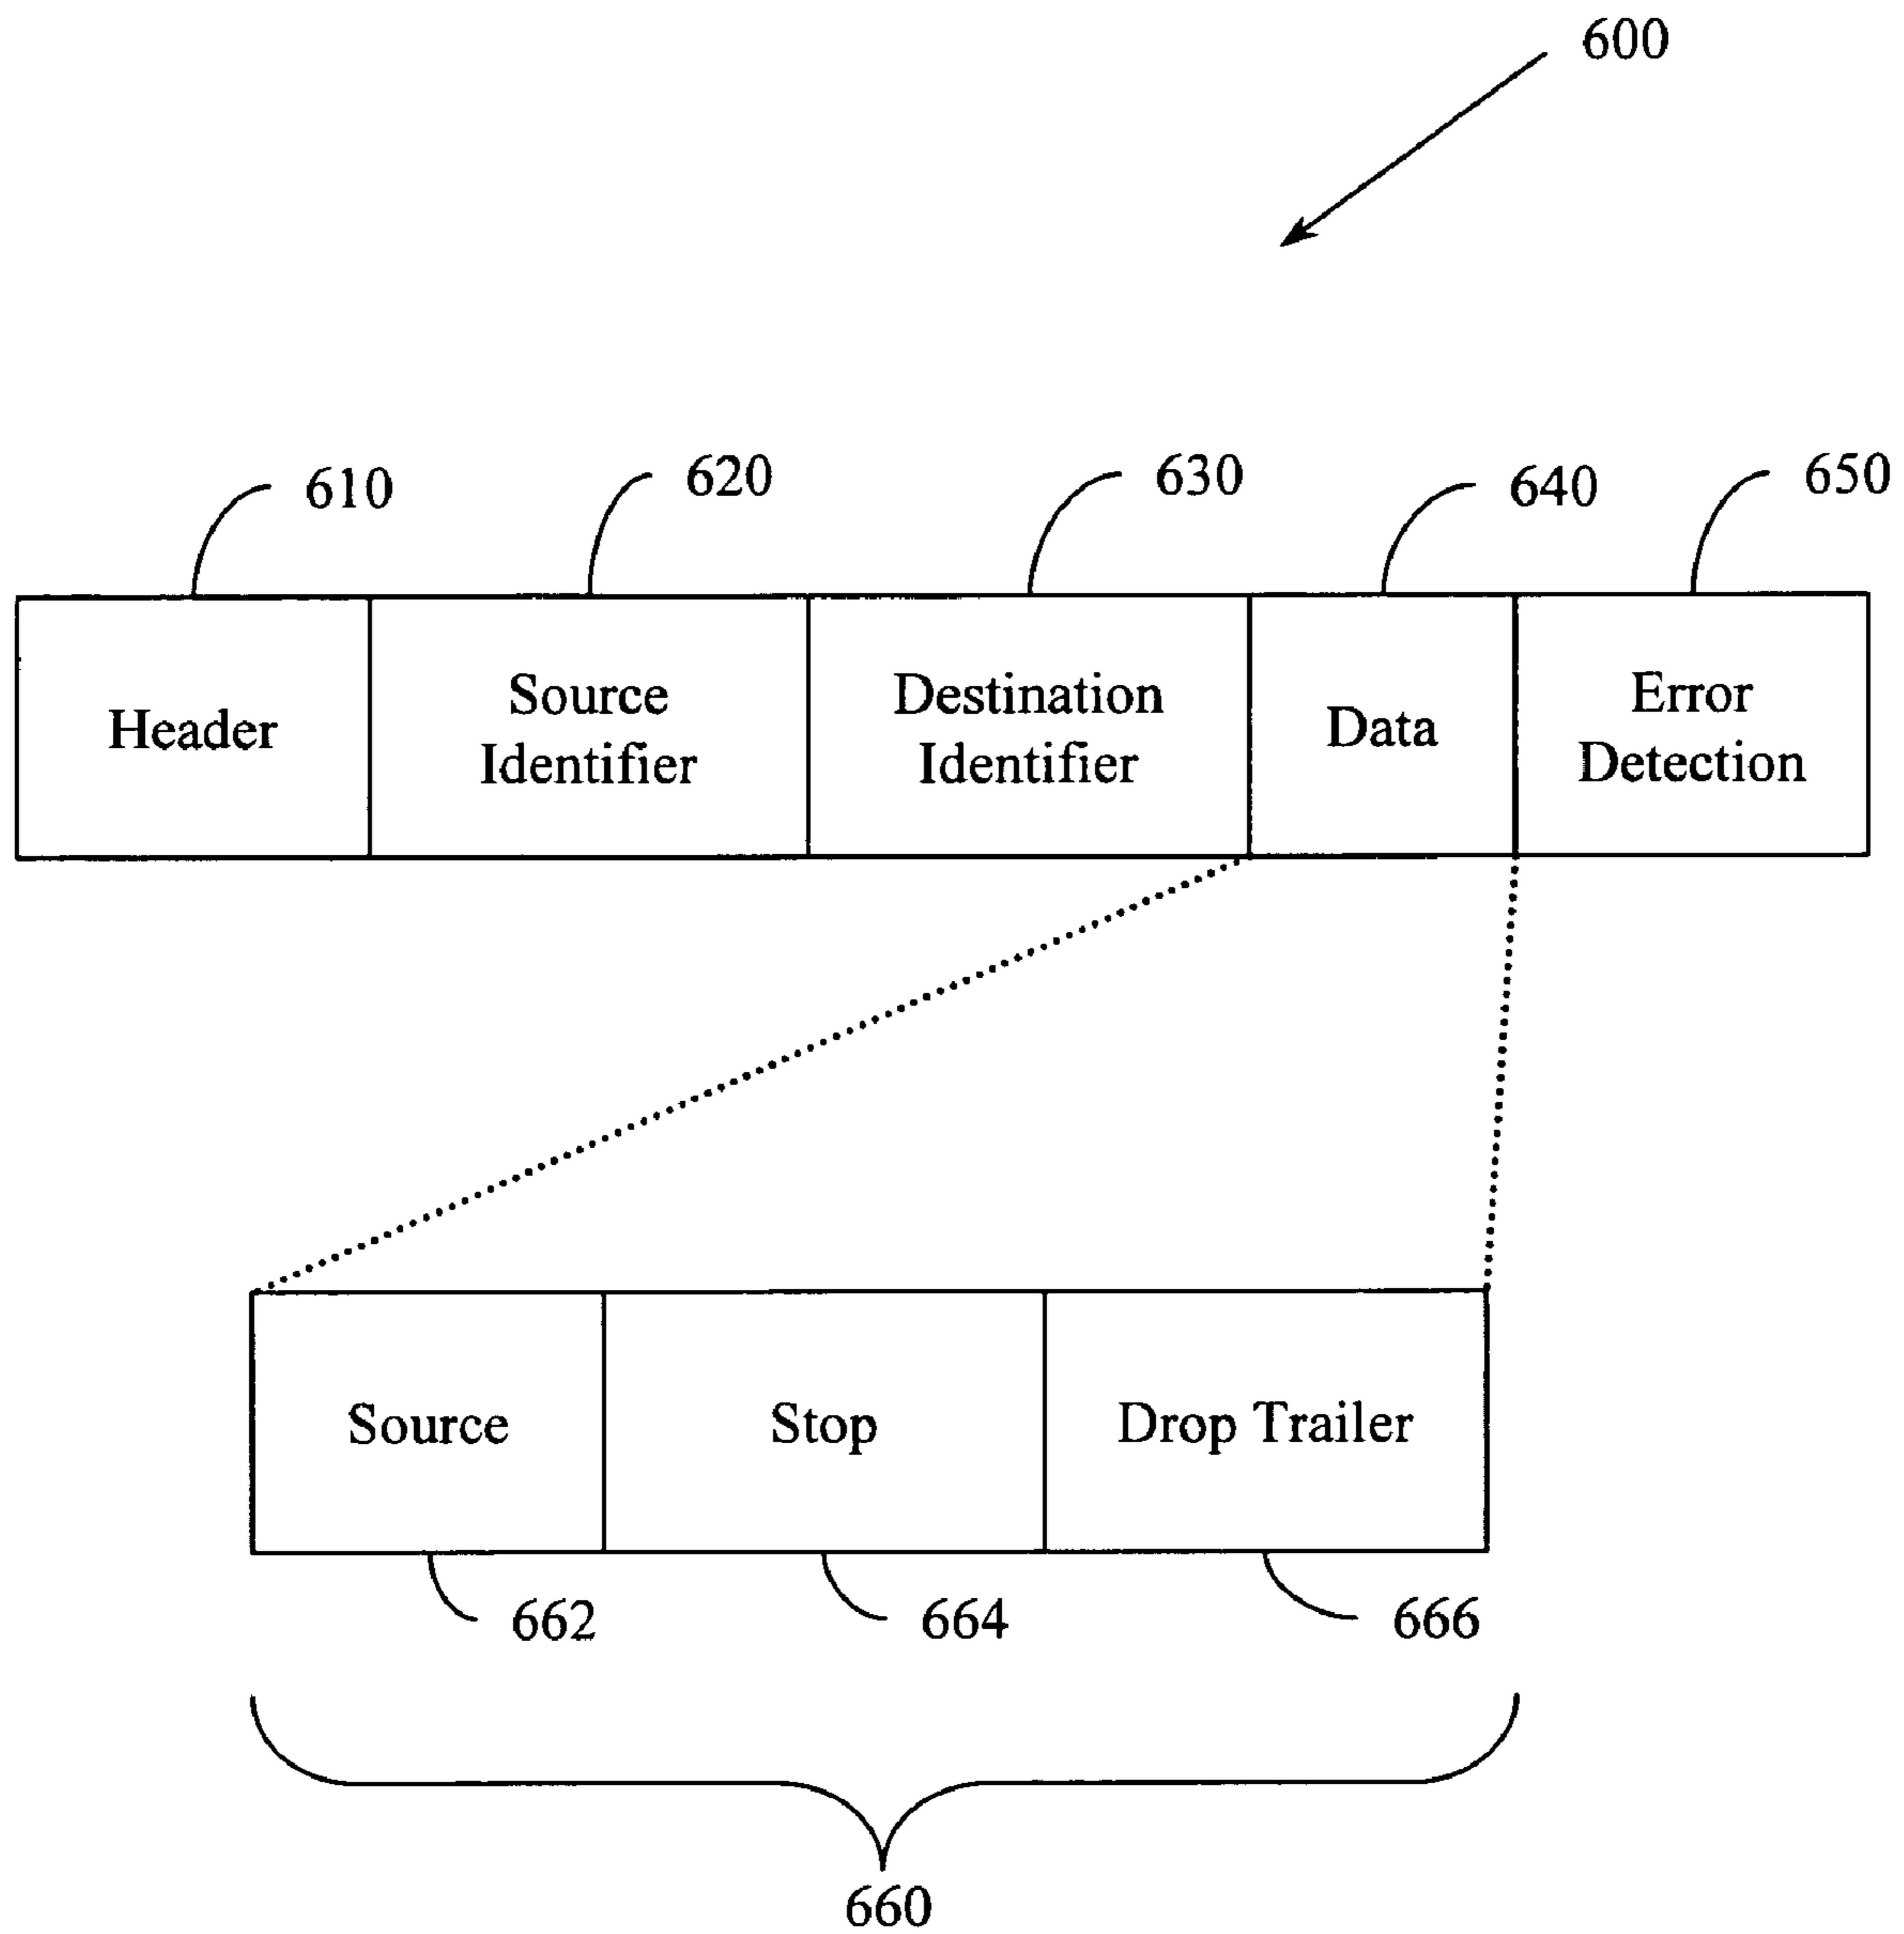 600
610
620
630
640
650
Header
Source
Identifier
Destination
Identifier
Data
Error
Detection
Source
Stop
Drop Trailer
662
664
666
660